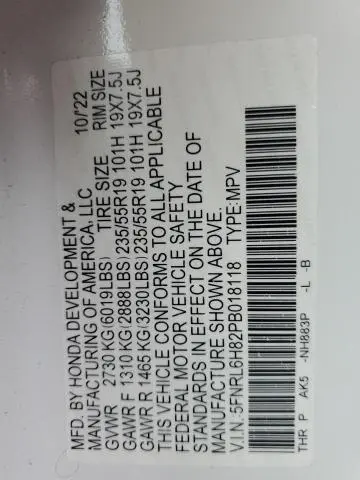 MFD. BY HONDA DEVELOPMENT & 10/22
MANUFACTURING OF AMERICA, LLC
GVWR 2730 KG(6019LBS) TIRE SIZE RIM SIZE
GAWR F 1310 KG(2888LBS) 235/55R19 101H 19X7.5J
GAWR R 1465 KG(3230LBS) 235/55R19 101H 19X7.5J
THIS VEHICLE CONFORMS TO ALL APPLICABLE
FEDERAL MOTOR VEHICLE SAFETY
STANDARDS IN EFFECT ON THE DATE OF
MANUFACTURE SHOWN ABOVE.
V.I.N.:5FNRL6H82PB018118 TYPE:MPV
THR P AK5 -NH883P -L -B